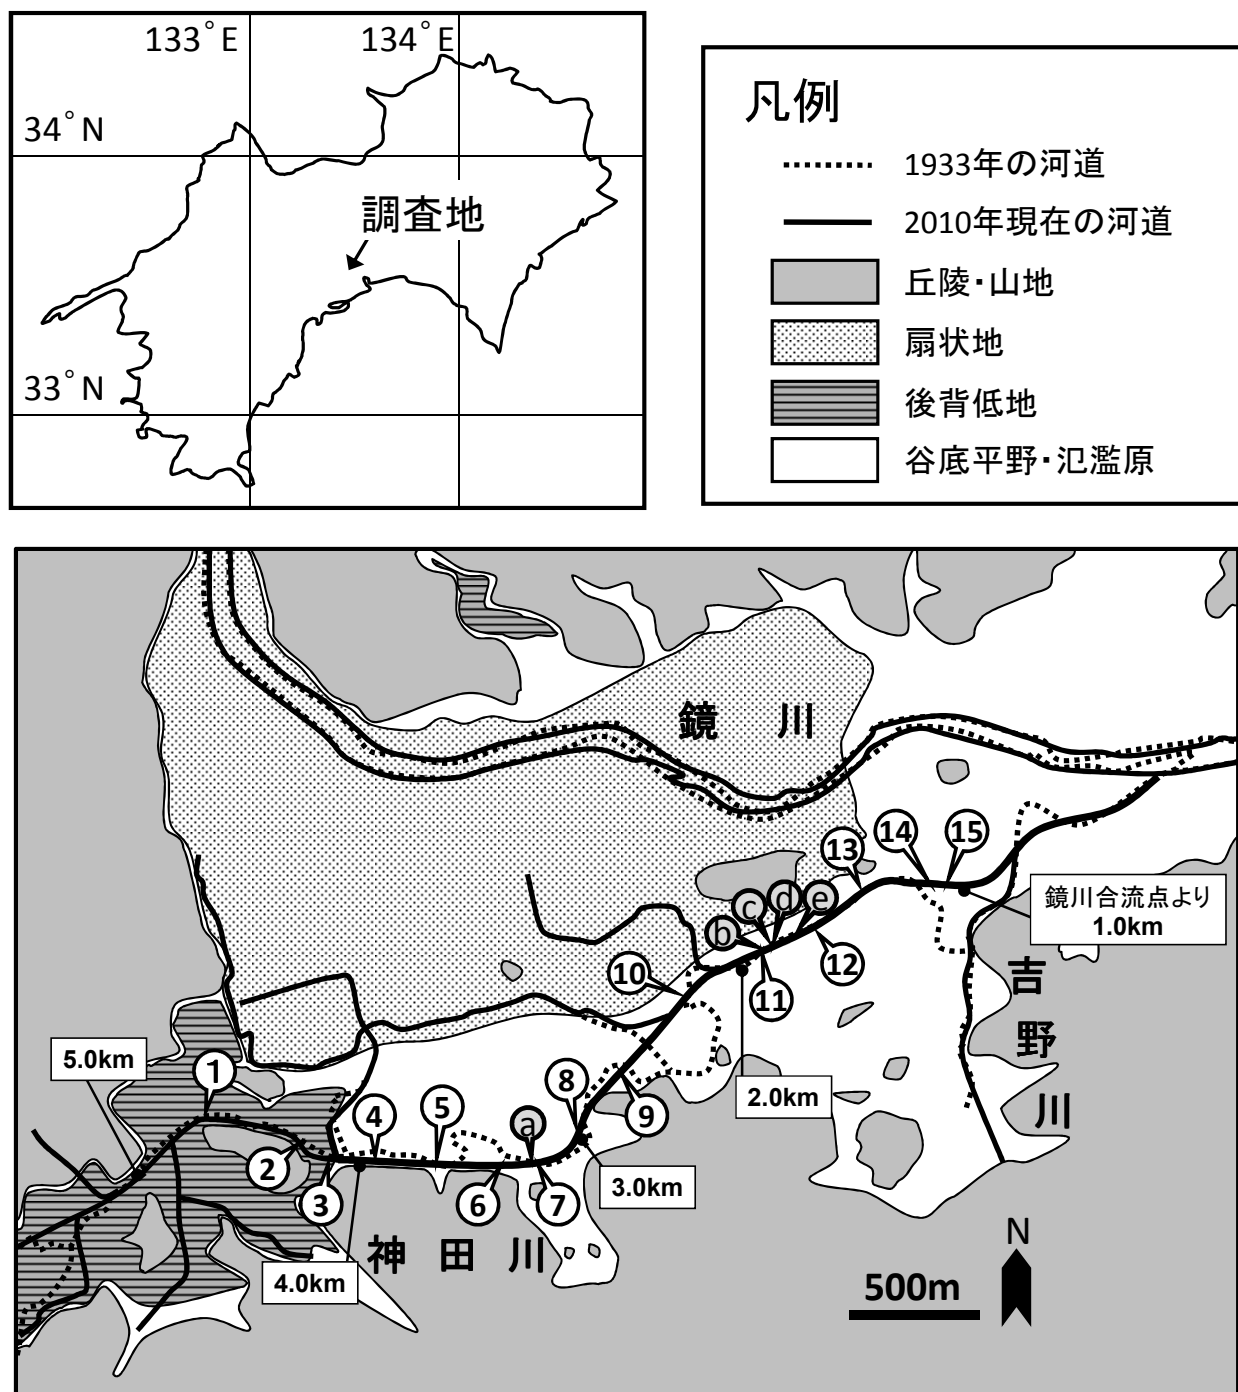 133°E
134°E
34°N
調査地
33°N
凡例
1933年の河道
2010年現在の河道
丘陵・山地
扇状地
後背低地
谷底平野・氾濫原
鏡 川
14
15
13
鏡川合流点より
1.0km
c
d
e
b
10
12
11
吉
野
川
5.0km
1
8
2.0km
4
5
a
9
2
3
6
7
3.0km
神 田 川
4.0km
N
500m